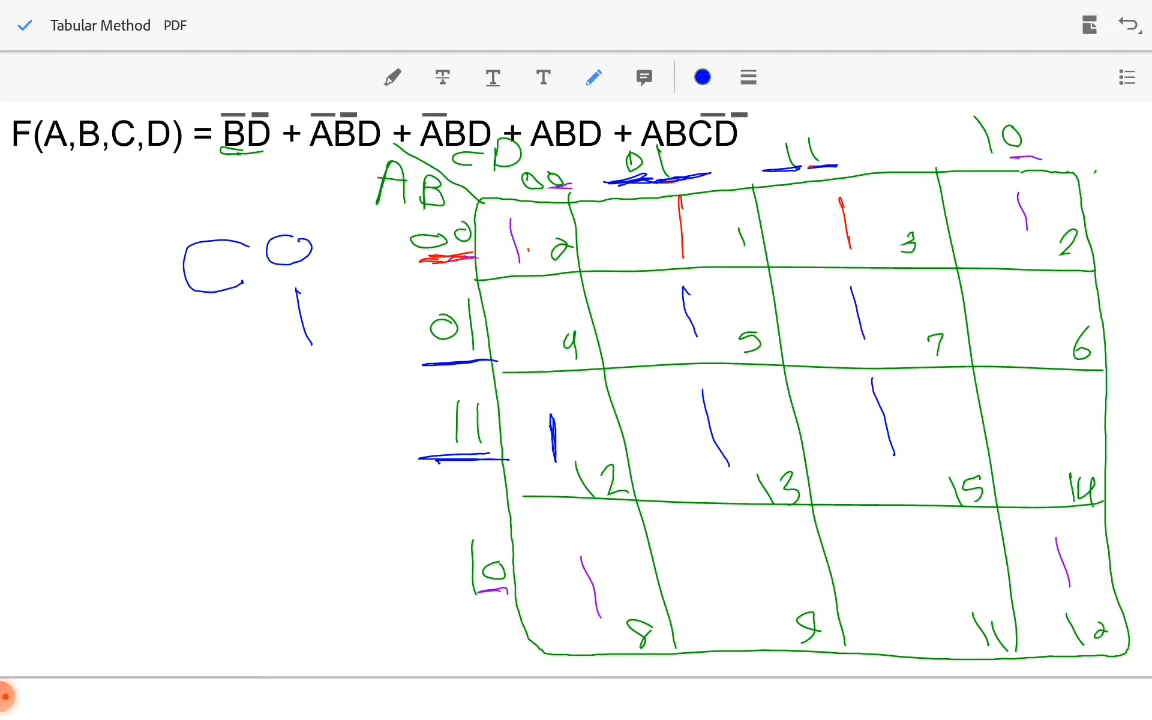 Tabular Method PDF
F(A,B,C,D) = B̅D̅ + A̅B̅D + A̅BD + ABD + ABC̅D̅
CD 00 01 11 10
AB
00 1 0 1 1 1 3 1 2
C 0
1
01 4 1 5 1 7 6
11 1 12 1 13 1 15 14
10 1 8 9 11 1 10